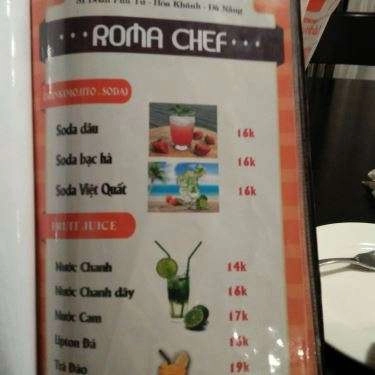 Hòa Khánh - Đà Nẵng
ROMA CHEF
Soda dâu 16k
Soda bạc hà 16k
Soda Việt Quất 16k
FRUIT JUICE
Nước Chanh 14k
Nước Chanh dây 16k
Nước Cam 17k
Lipton Đá
Trà Đào 19k